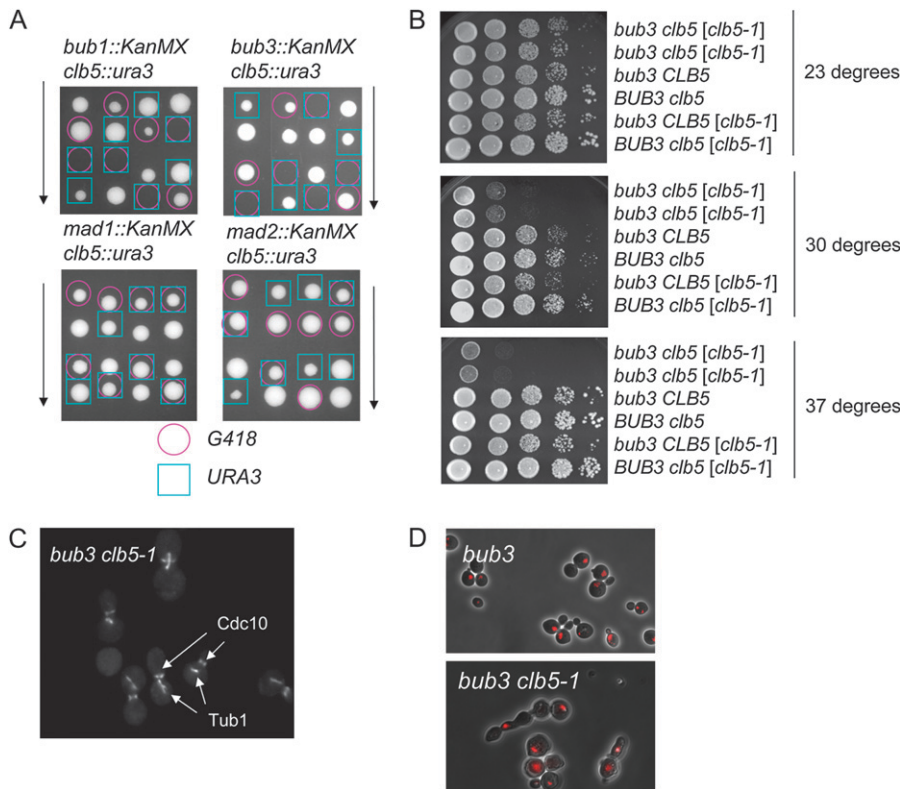 A
bub1::KanMX
clb5::ura3
bub3::KanMX
clb5::ura3
mad1::KanMX
clb5::ura3
mad2::KanMX
clb5::ura3
G418
URA3
B
bub3 clb5 [clb5-1]
bub3 clb5 [clb5-1]
bub3 CLB5
BUB3 clb5
bub3 CLB5 [clb5-1]
BUB3 clb5 [clb5-1]
23 degrees
bub3 clb5 [clb5-1]
bub3 clb5 [clb5-1]
bub3 CLB5
BUB3 clb5
bub3 CLB5 [clb5-1]
BUB3 clb5 [clb5-1]
30 degrees
bub3 clb5 [clb5-1]
bub3 clb5 [clb5-1]
bub3 CLB5
BUB3 clb5
bub3 CLB5 [clb5-1]
BUB3 clb5 [clb5-1]
37 degrees
C
bub3 clb5-1
Cdc10
Tub1
D
bub3
bub3 clb5-1